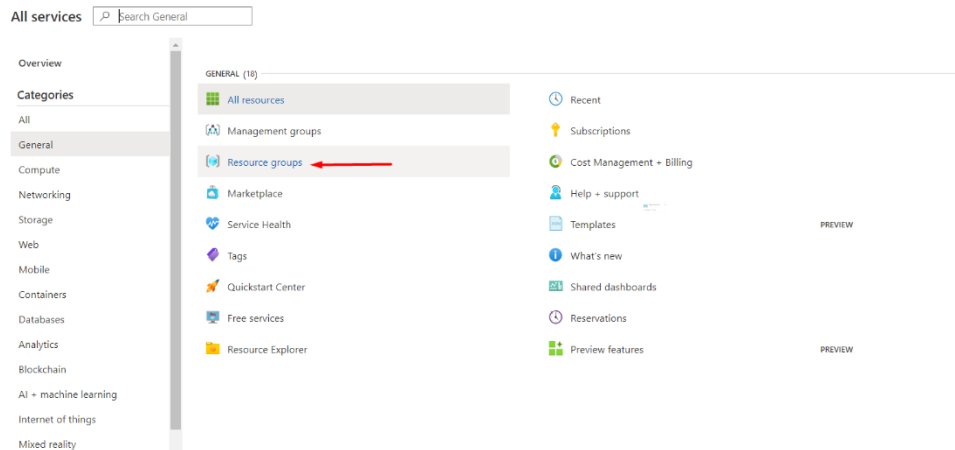 All services
Search General
Overview
Categories
All
General
Compute
Networking
Storage
Web
Mobile
Containers
Databases
Analytics
Blockchain
AI + machine learning
Internet of things
Mixed reality
GENERAL (18)
All resources
Management groups
Resource groups
Marketplace
Service Health
Tags
Quickstart Center
Free services
Resource Explorer
Recent
Subscriptions
Cost Management + Billing
Help + support
Templates PREVIEW
What's new
Shared dashboards
Reservations
Preview features PREVIEW